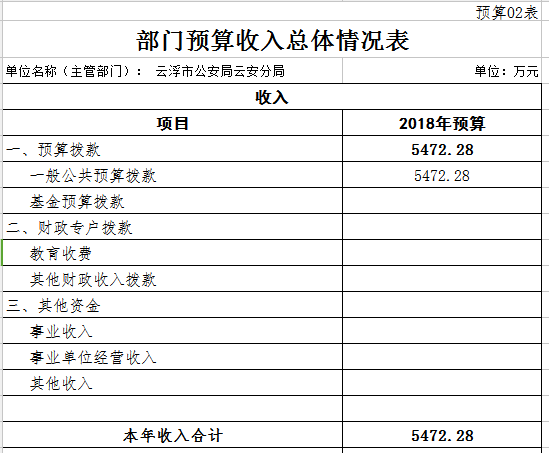 预算02表
部门预算收入总体情况表
单位名称（主管部门）： 云浮市公安局云安分局 单位：万元
收入
项目 2018年预算
一、预算拨款 5472.28
一般公共预算拨款 5472.28
基金预算拨款
二、财政专户拨款
教育收费
其他财政收入拨款
三、其他资金
事业收入
事业单位经营收入
其他收入
本年收入合计 5472.28